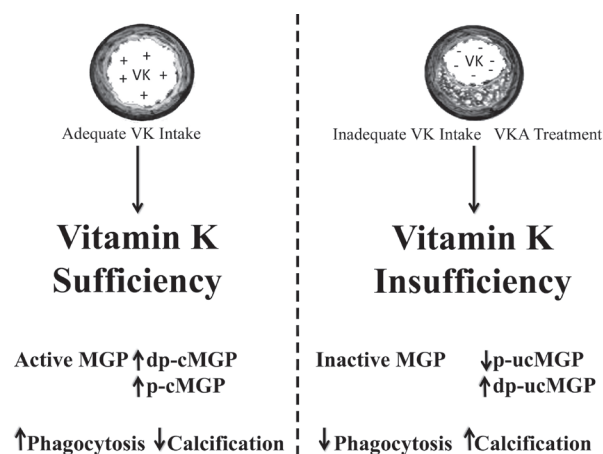 +
+ VK +
+ +
+
Adequate VK Intake
Vitamin K
Sufficiency
Active MGP ↑dp-cMGP
↑p-cMGP
↑Phagocytosis ↓Calcification
- -
- VK -
- -
-
Inadequate VK Intake VKA Treatment
Vitamin K
Insufficiency
Inactive MGP ↓p-ucMGP
↑dp-ucMGP
↓Phagocytosis ↑Calcification